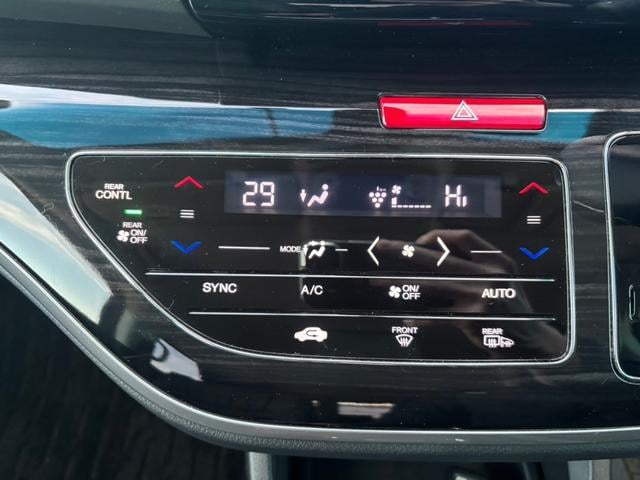 REAR
CONTL
29
Hi
REAR
ON/
OFF
MODE
SYNC
A/C
ON/
OFF
AUTO
FRONT
REAR